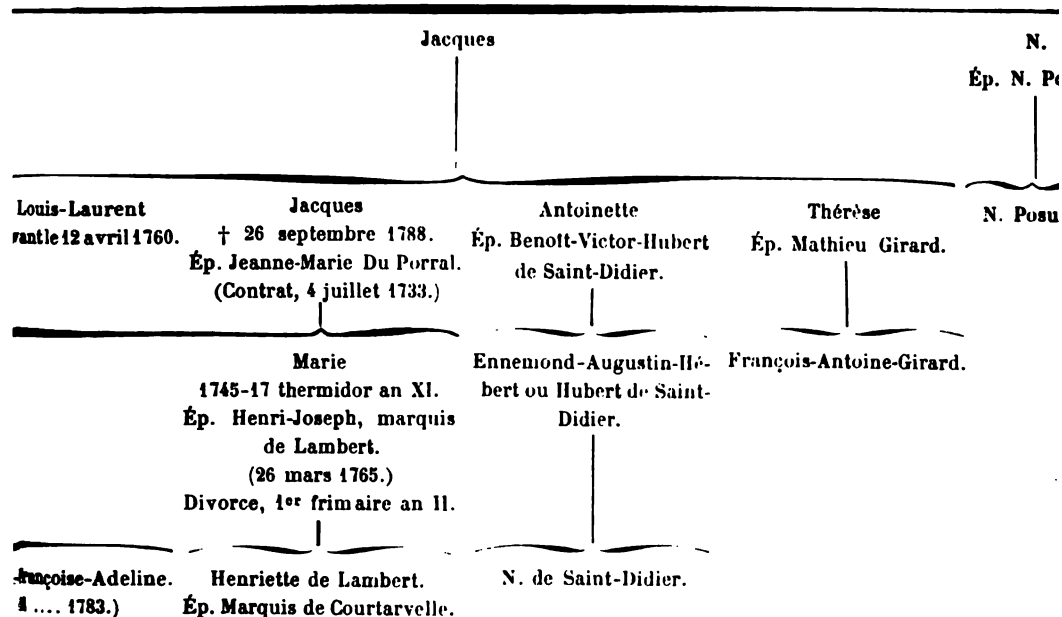 Jacques
N.
Ép. N.
Louis-Laurent
le 12 avril 1760.
Jacques
† 26 septembre 1788.
Ép. Jeanne-Marie Du Porral.
(Contrat, 4 juillet 1733.)
Antoinette
Ép. Benoît-Victor-Hubert
de Saint-Didier.
Thérèse
Ép. Mathieu Girard.
N. Posu
Marie
1745-17 thermidor an XI.
Ép. Henri-Joseph, marquis
de Lambert.
(26 mars 1765.)
Divorce, 1er frimaire an II.
Ennemond-Augustin-Hé-
bert ou Hubert de Saint-
Didier.
François-Antoine-Girard.
françoise-Adeline.
.... 1783.)
Henriette de Lambert.
Ép. Marquis de Courtarvelle.
N. de Saint-Didier.